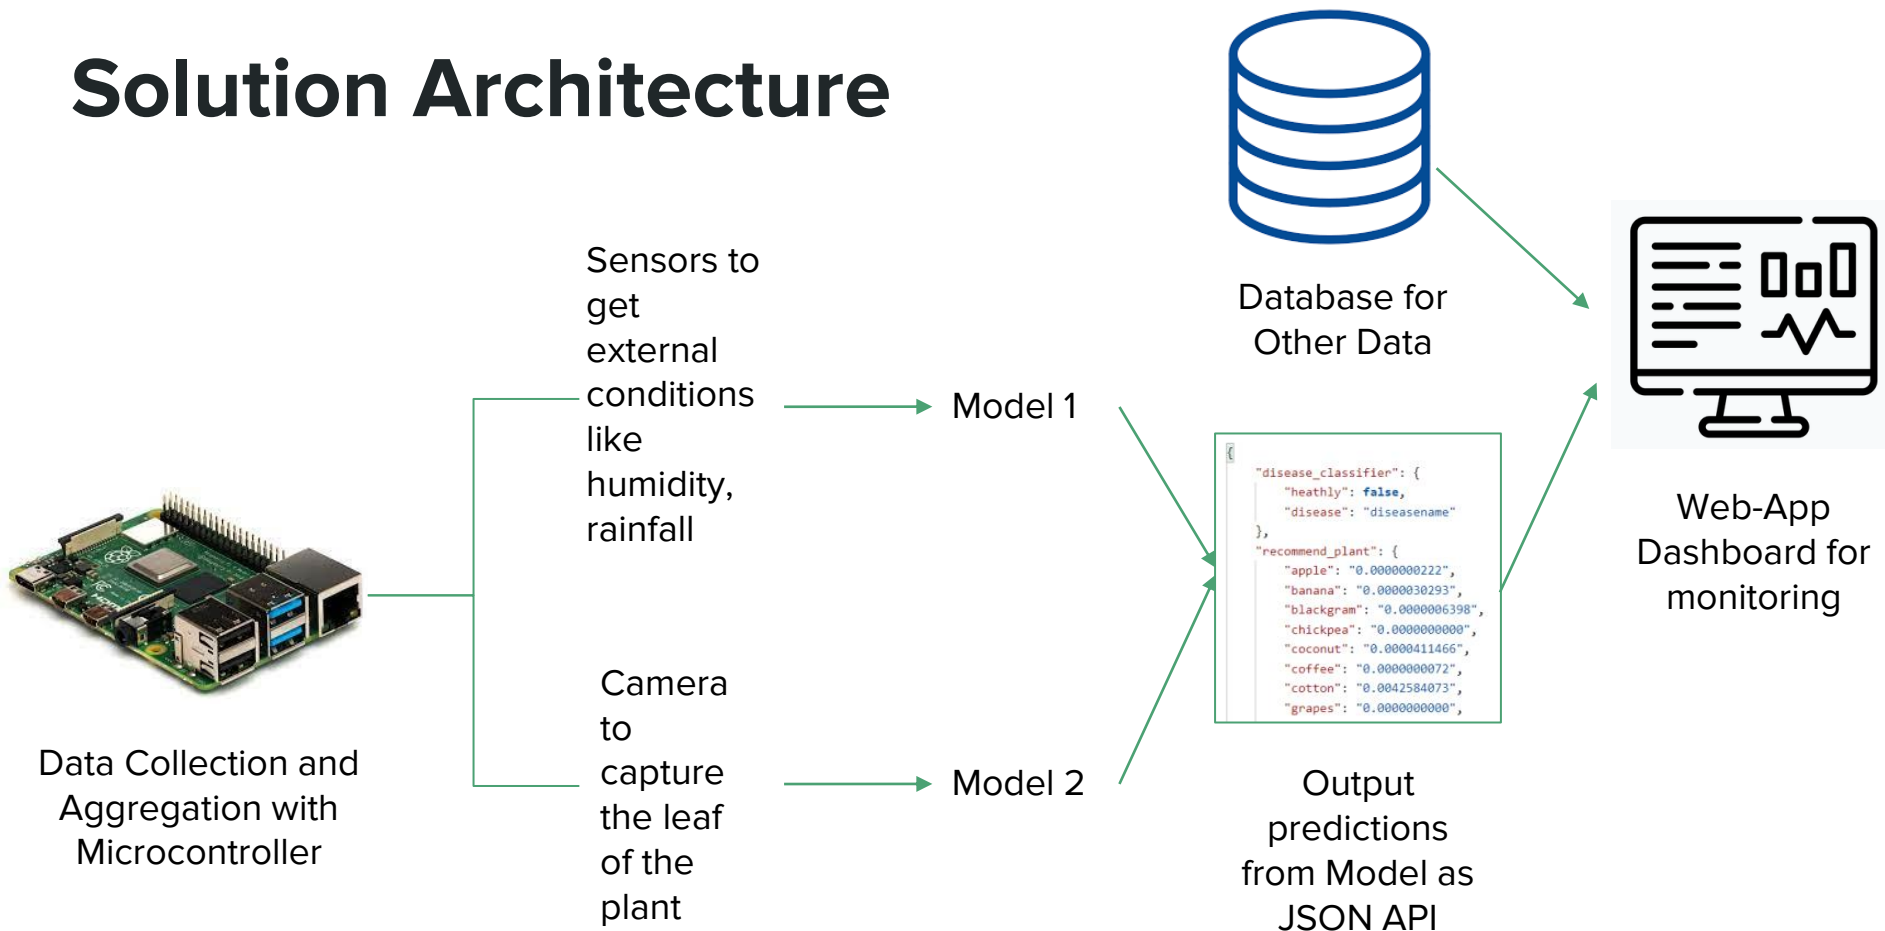 Solution Architecture
Sensors to
get
external
conditions
like
humidity,
rainfall
Model 1
Database for
Other Data
Web-App
Dashboard for
monitoring
Data Collection and
Aggregation with
Microcontroller
Camera
to
capture
the leaf
of the
plant
Model 2
{
"disease_classifier": {
"heathly": false,
"disease": "diseasename"
},
"recommend_plant": {
"apple": "0.0000000222",
"banana": "0.0000030293",
"blackgram": "0.0000006398",
"chickpea": "0.0000000000",
"coconut": "0.0000411466",
"coffee": "0.0000000072",
"cotton": "0.0042584073",
"grapes": "0.0000000000",
Output
predictions
from Model as
JSON API